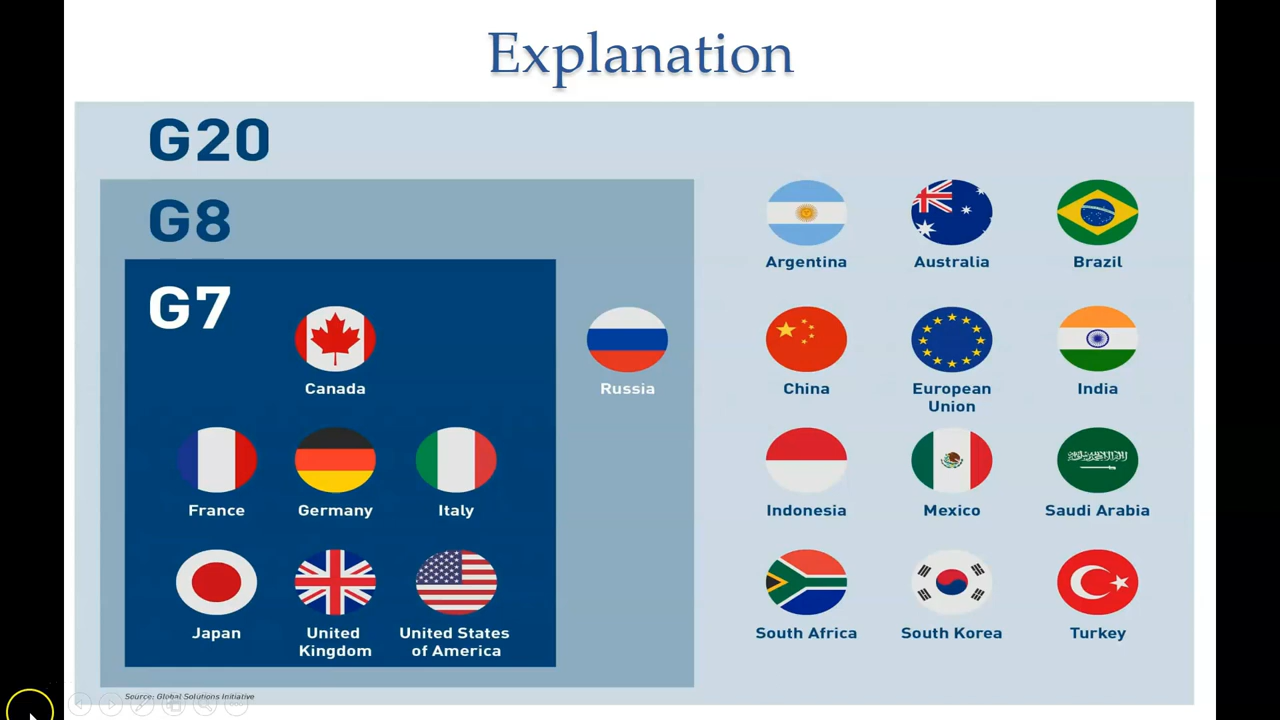 Explanation
G20
G8
G7
Canada
France
Germany
Italy
Japan
United
Kingdom
United States
of America
Russia
Argentina
Australia
Brazil
China
European
Union
India
Indonesia
Mexico
Saudi Arabia
South Africa
South Korea
Turkey
Source: Global Solutions Initiative